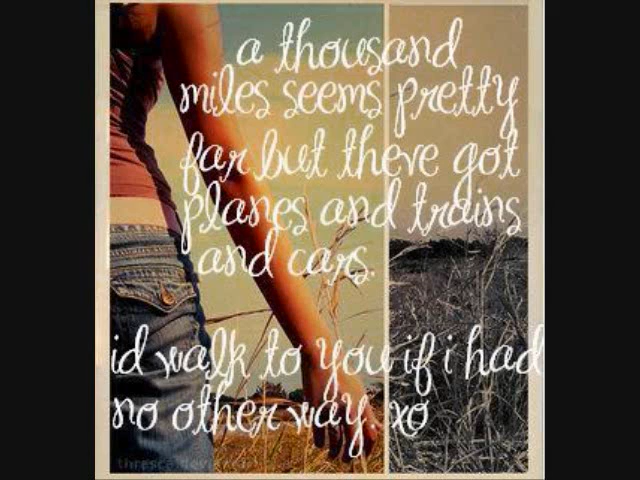 a thousand
miles seems pretty
far but theve got
planes and trains
and cars.
id walk to you if i had
no other way. xo